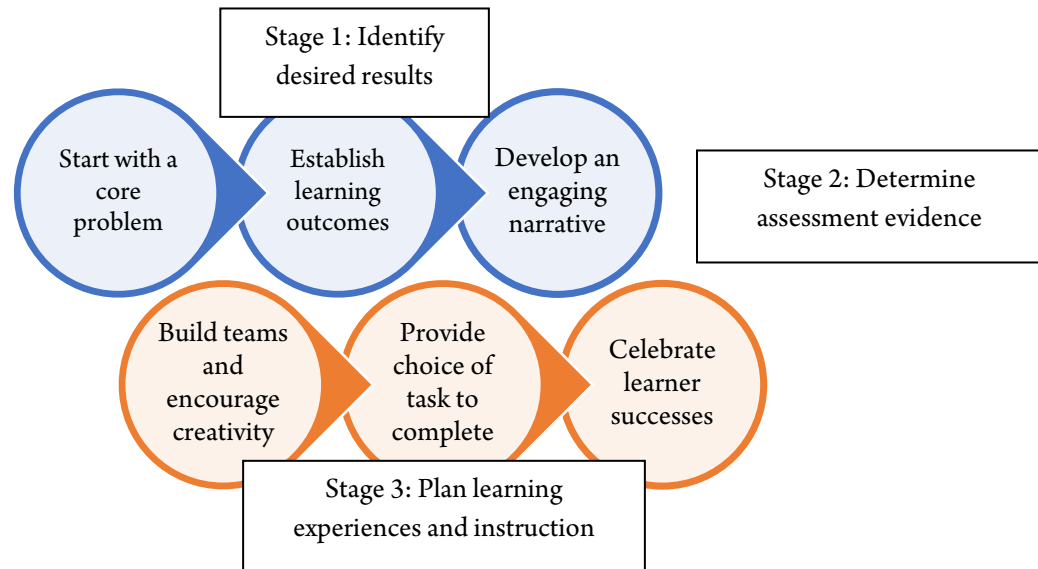 Stage 1: Identify
desired results
Start with a
core
problem
Establish
learning
outcomes
Develop an
engaging
narrative
Stage 2: Determine
assessment evidence
Build teams
and
encourage
creativity
Provide
choice of
task to
complete
Celebrate
learner
successes
Stage 3: Plan learning
experiences and instruction